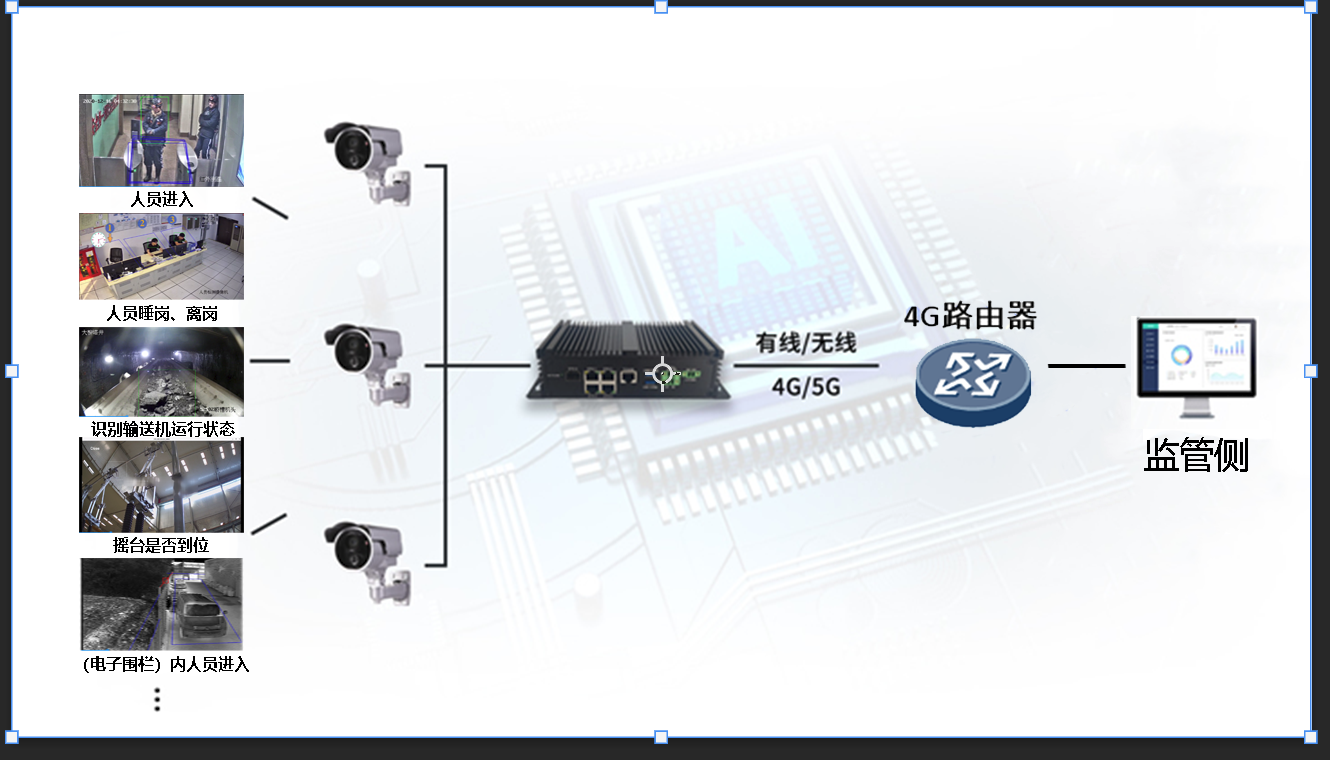 人员进入
人员睡岗、离岗
识别输送机运行状态
摇台是否到位
(电子围栏）内人员进入
AI
有线/无线
4G/5G
4G路由器
监管侧